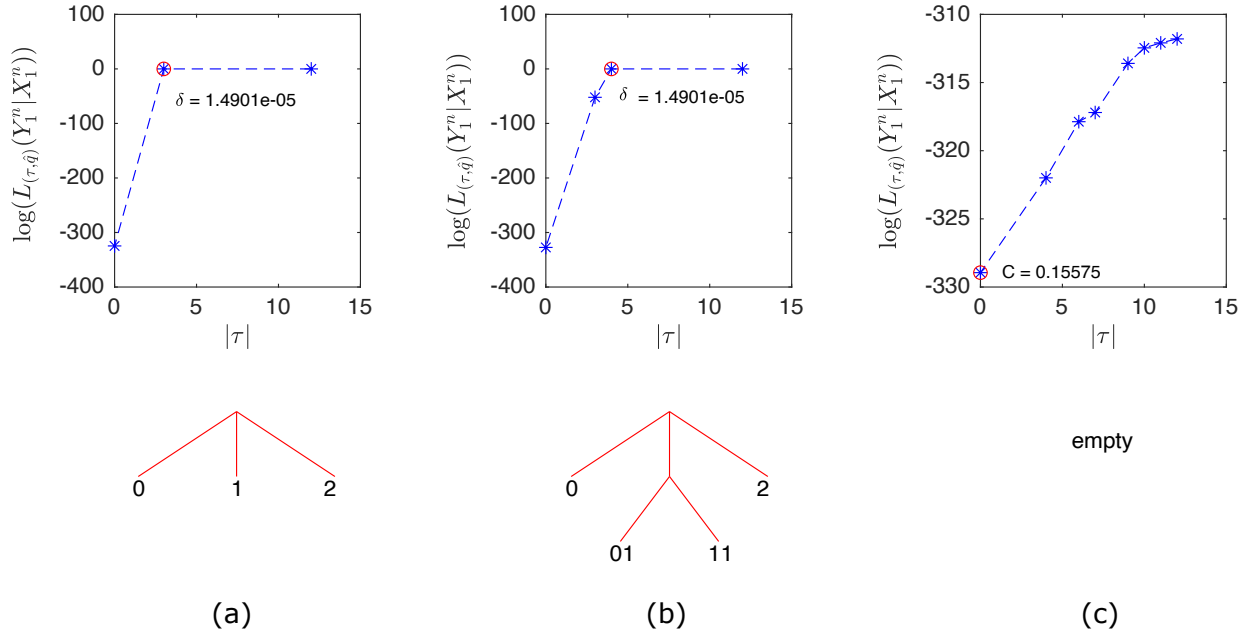 log(L_{(τ,q̂)}(Y_1^n|X_1^n))
100
0
-100
-200
-300
-400
δ = 1.4901e-05
0 5 10 15
|τ|
log(L_{(τ,q̂)}(Y_1^n|X_1^n))
100
0
-100
-200
-300
-400
δ = 1.4901e-05
0 5 10 15
|τ|
log(L_{(τ,q̂)}(Y_1^n|X_1^n))
-310
-315
-320
-325
-330
C = 0.15575
0 5 10 15
|τ|
0 1 2
0 2
01 11
empty
(a) (b) (c)